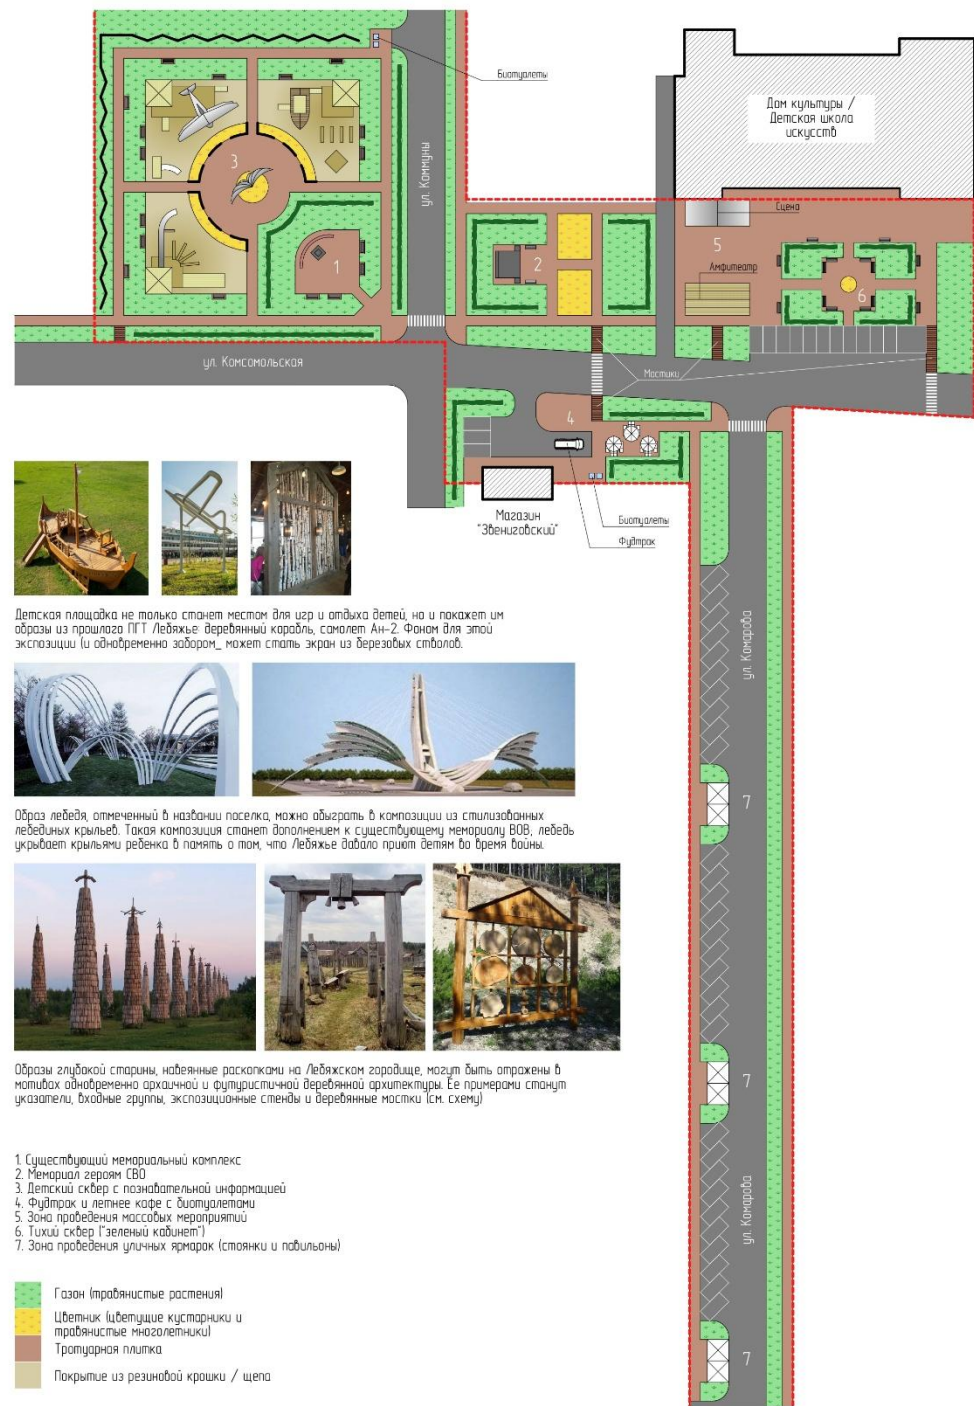 Биотуалеты
Дом культуры /
Детская школа
искусств
3
ул. Коммуны
Сцена
5
Амфитеатр
2
1
6
ул. Комсомольская
Мостики
4
Магазин
"Звениговский"
Биотуалеты
Фудтрак
Детская площадка не только станет местом для игр и отдыха детей, но и покажет им
образы из прошлого ПГТ Лебяжье: деревянный корабль, самолет Ан-2. Фоном для этой
экспозиции (и одновременно забором_ может стать экран из березовых стволов.
ул. Комарова
Образ лебедя, отмеченный в названии поселка, можно обыграть в композиции из стилизованных
лебединых крыльев. Такая композиция станет дополнением к существующему мемориалу ВОВ, лебедь
укрывает крыльями ребенка в память о том, что Лебяжье давало приют детям во время войны.
7
Образы глубокой старины, навеянные раскопками на Лебяжском городище, могут быть отражены в
мотивах одновременно архаичной и футуристичной деревянной архитектуры. Ее примерами станут
указатели, входные группы, экспозиционные стенды и деревянные мостки (см. схему)
7
1. Существующий мемориальный комплекс
2. Мемориал героям СВО
3. Детский сквер с познавательной информацией
4. Фудтрак и летнее кафе с биотуалетами
5. Зона проведения массовых мероприятий
6. Тихий сквер ("зеленый кабинет")
7. Зона проведения уличных ярмарок (стоянки и павильоны)
ул. Комарова
Газон (травянистые растения)
Цветник (цветущие кустарники и
травянистые многолетники)
Тротуарная плитка
Покрытие из резиновой крошки / щепа
7